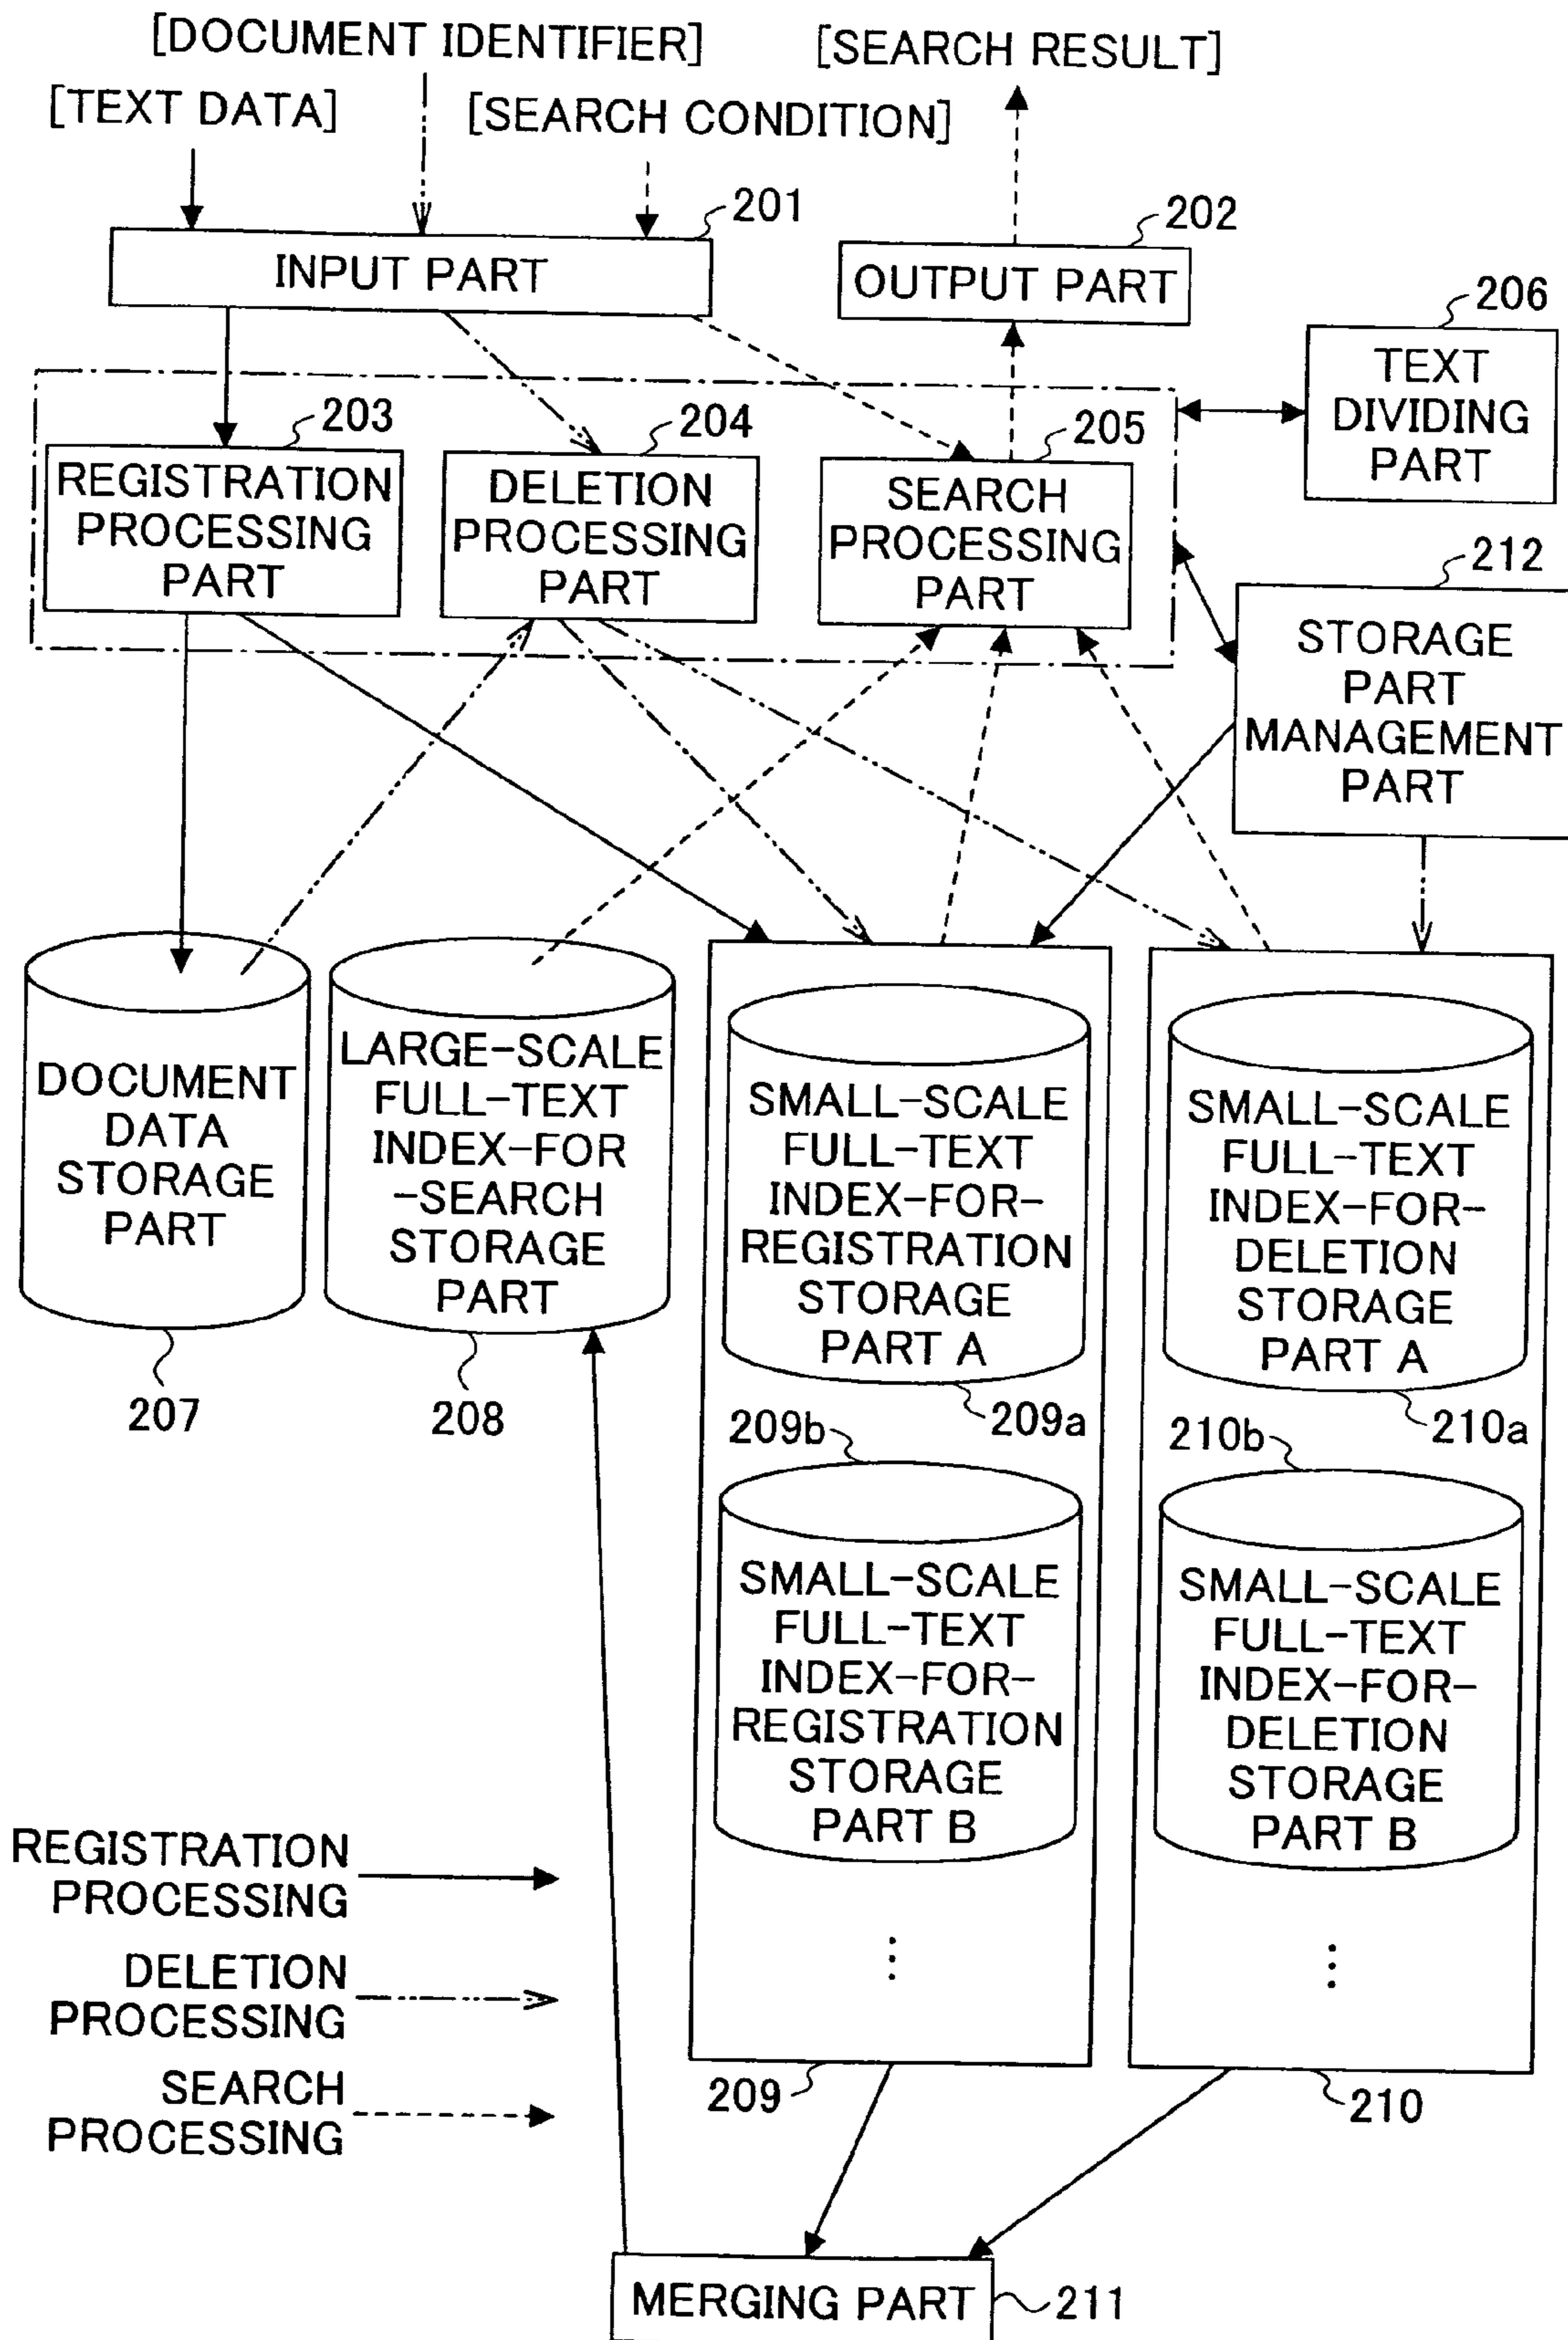 [DOCUMENT IDENTIFIER]
[SEARCH RESULT]
[TEXT DATA]
[SEARCH CONDITION]
201
INPUT PART
202
OUTPUT PART
206
TEXT
DIVIDING
PART
203
REGISTRATION
PROCESSING
PART
204
DELETION
PROCESSING
PART
205
SEARCH
PROCESSING
PART
212
STORAGE
PART
MANAGEMENT
PART
DOCUMENT
DATA
STORAGE
PART
207
LARGE-SCALE
FULL-TEXT
INDEX-FOR
-SEARCH
STORAGE
PART
208
SMALL-SCALE
FULL-TEXT
INDEX-FOR-
REGISTRATION
STORAGE
PART A
209a
SMALL-SCALE
FULL-TEXT
INDEX-FOR-
DELETION
STORAGE
PART A
210a
209b
SMALL-SCALE
FULL-TEXT
INDEX-FOR-
REGISTRATION
STORAGE
PART B
210b
SMALL-SCALE
FULL-TEXT
INDEX-FOR-
DELETION
STORAGE
PART B
REGISTRATION
PROCESSING
DELETION
PROCESSING
SEARCH
PROCESSING
209
210
MERGING PART
211